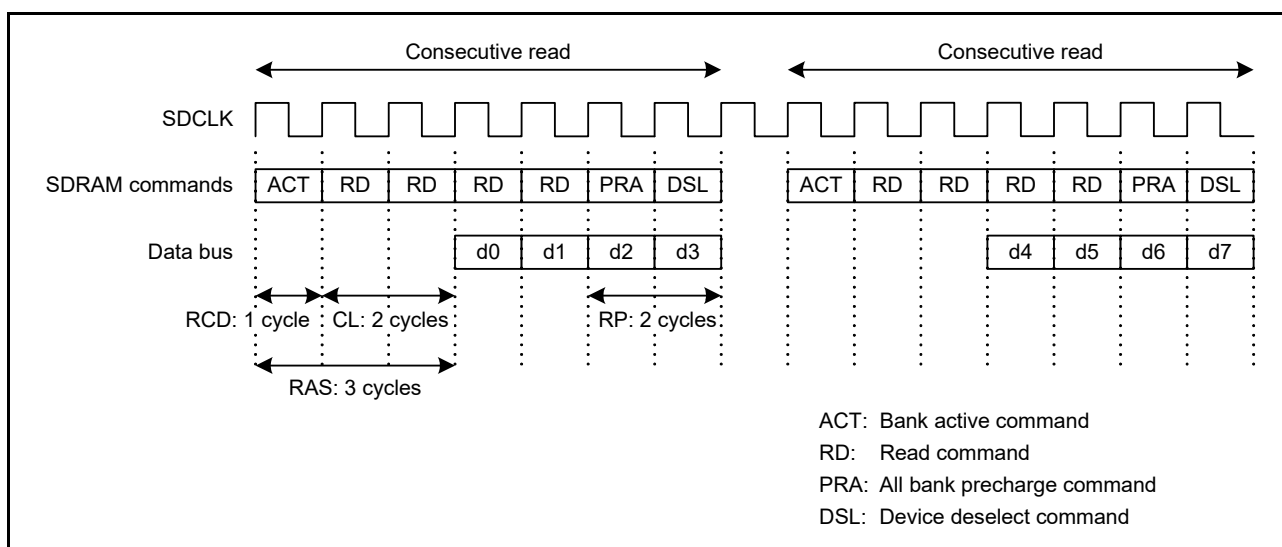 Consecutive read Consecutive read
SDCLK
SDRAM commands ACT RD RD RD RD PRA DSL ACT RD RD RD RD PRA DSL
Data bus d0 d1 d2 d3 d4 d5 d6 d7
RCD: 1 cycle CL: 2 cycles RP: 2 cycles
RAS: 3 cycles
ACT: Bank active command
RD: Read command
PRA: All bank precharge command
DSL: Device deselect command